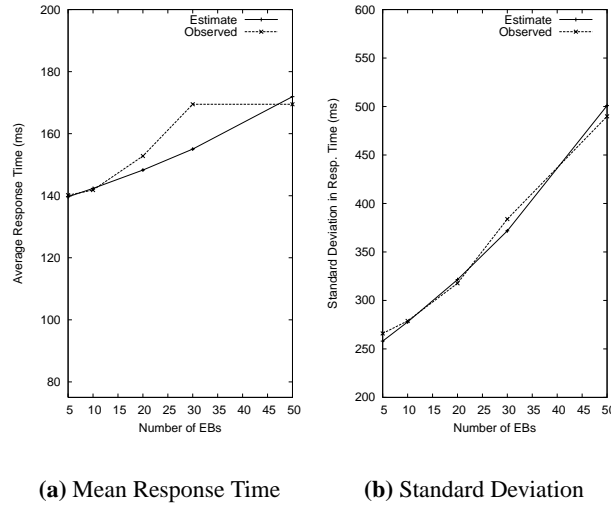 200
180
160
140
120
100
80
5 10 15 20 25 30 35 40 45 50
Average Response Time (ms)
Number of EBs
Estimate
Observed
600
550
500
450
400
350
300
250
200
5 10 15 20 25 30 35 40 45 50
Standard Deviation in Resp. Time (ms)
Number of EBs
Estimate
Observed
(a) Mean Response Time
(b) Standard Deviation